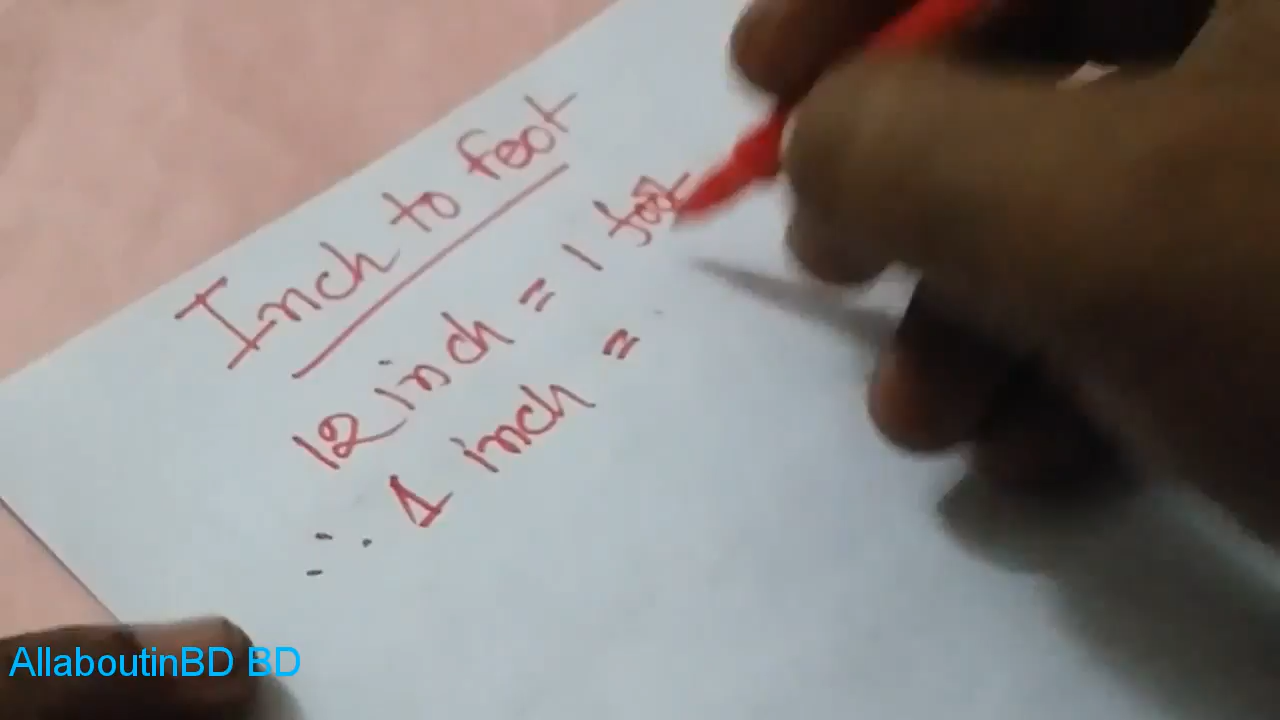 Inch to feet
12 inch = 1 foot
∴ 1 inch =
AllaboutinBD BD